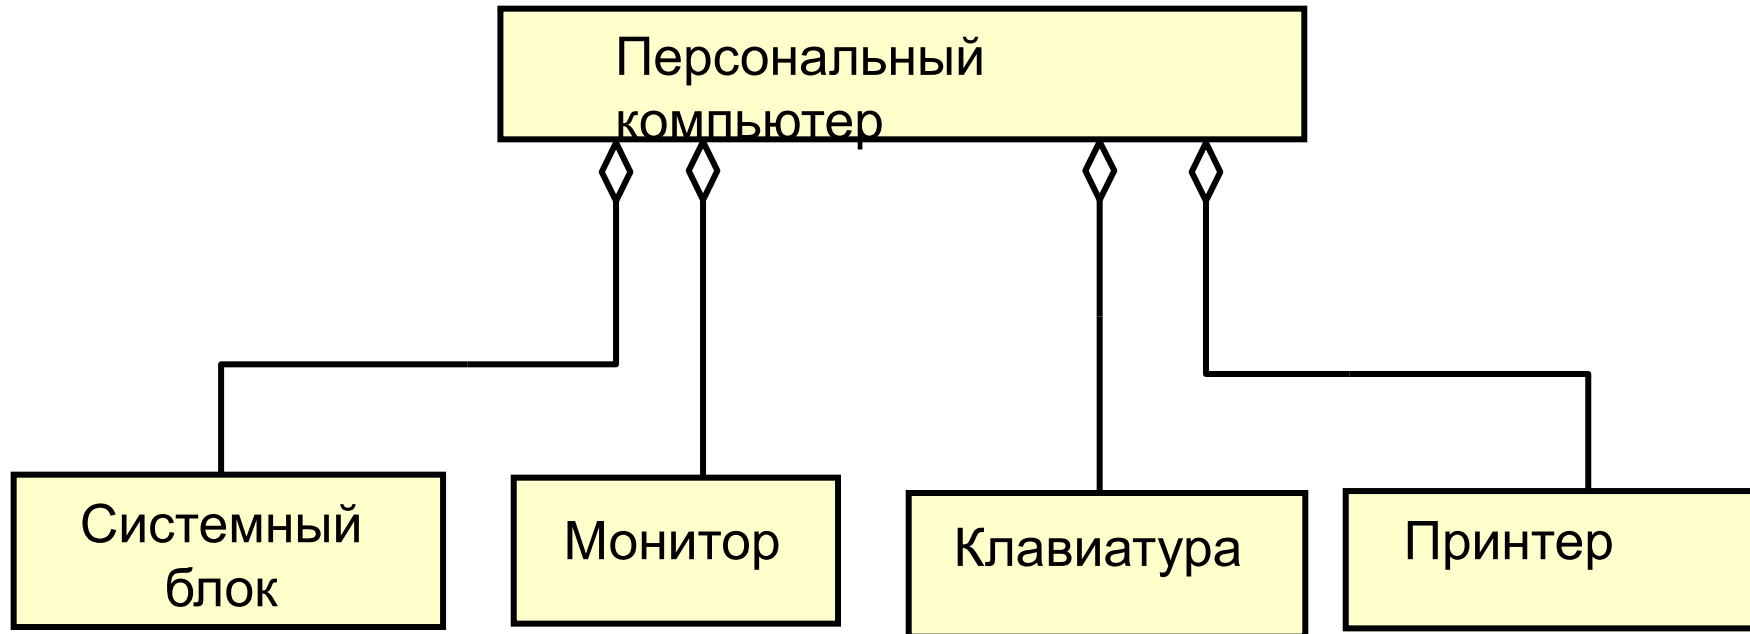 Персональный
компьютер
Системный
блок
Монитор
Клавиатура
Принтер